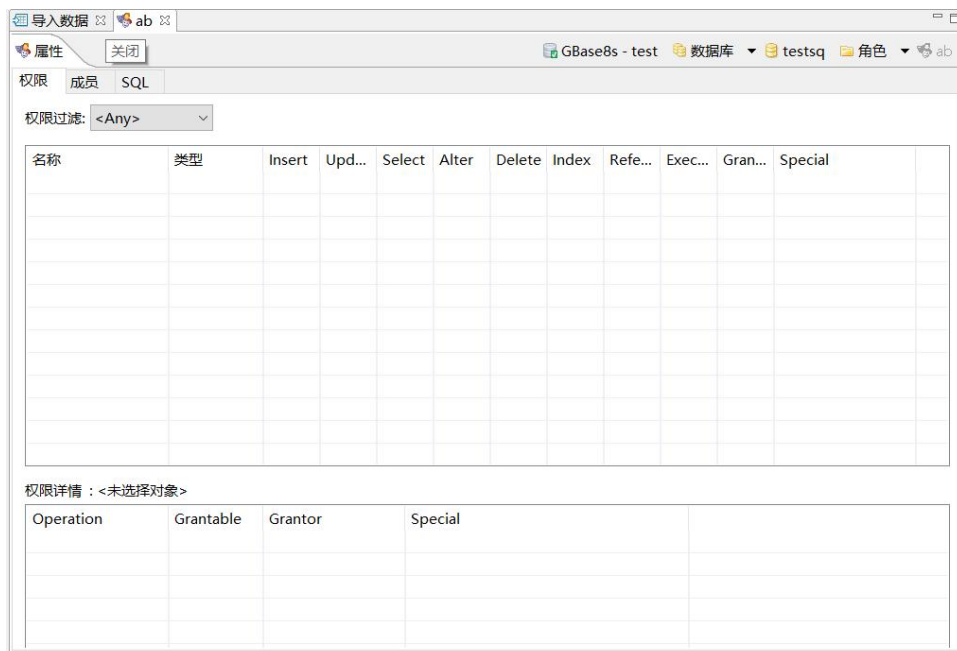 导入数据 ab
属性 关闭 GBase8s - test 数据库 testsq 角色 ab
权限 成员 SQL
权限过滤: <Any>
名称 类型 Insert Upd... Select Alter Delete Index Refe... Exec... Gran... Special
权限详情 : <未选择对象>
Operation Grantable Grantor Special